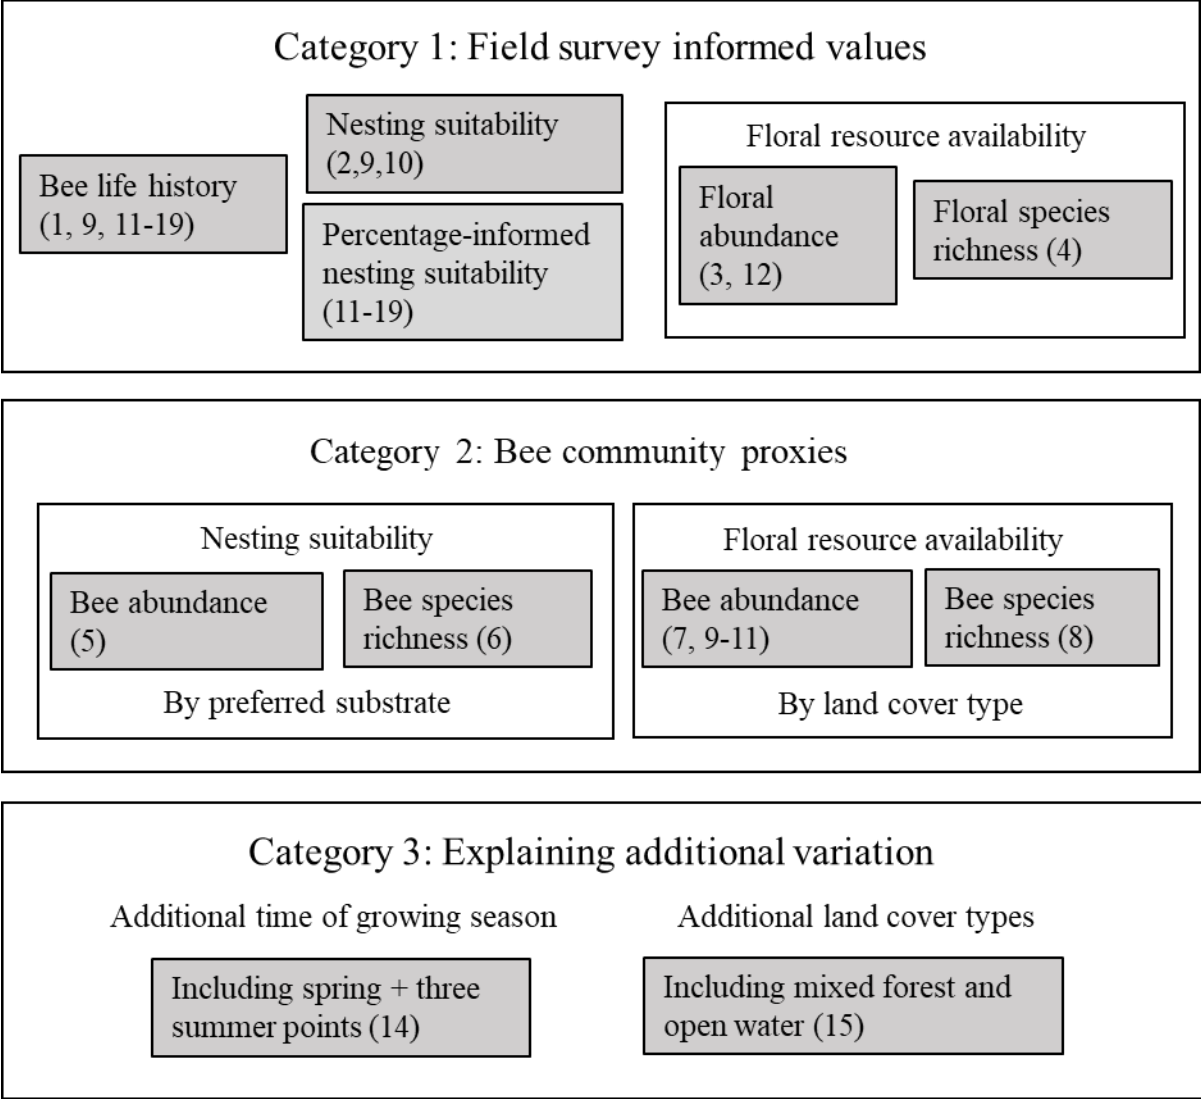 Category 1: Field survey informed values
Bee life history
(1, 9, 11-19)
Nesting suitability
(2,9,10)
Percentage-informed
nesting suitability
(11-19)
Floral resource availability
Floral
abundance
(3, 12)
Floral species
richness (4)
Category 2: Bee community proxies
Nesting suitability
Bee abundance
(5)
Bee species
richness (6)
By preferred substrate
Floral resource availability
Bee abundance
(7, 9-11)
Bee species
richness (8)
By land cover type
Category 3: Explaining additional variation
Additional time of growing season
Including spring + three
summer points (14)
Additional land cover types
Including mixed forest and
open water (15)